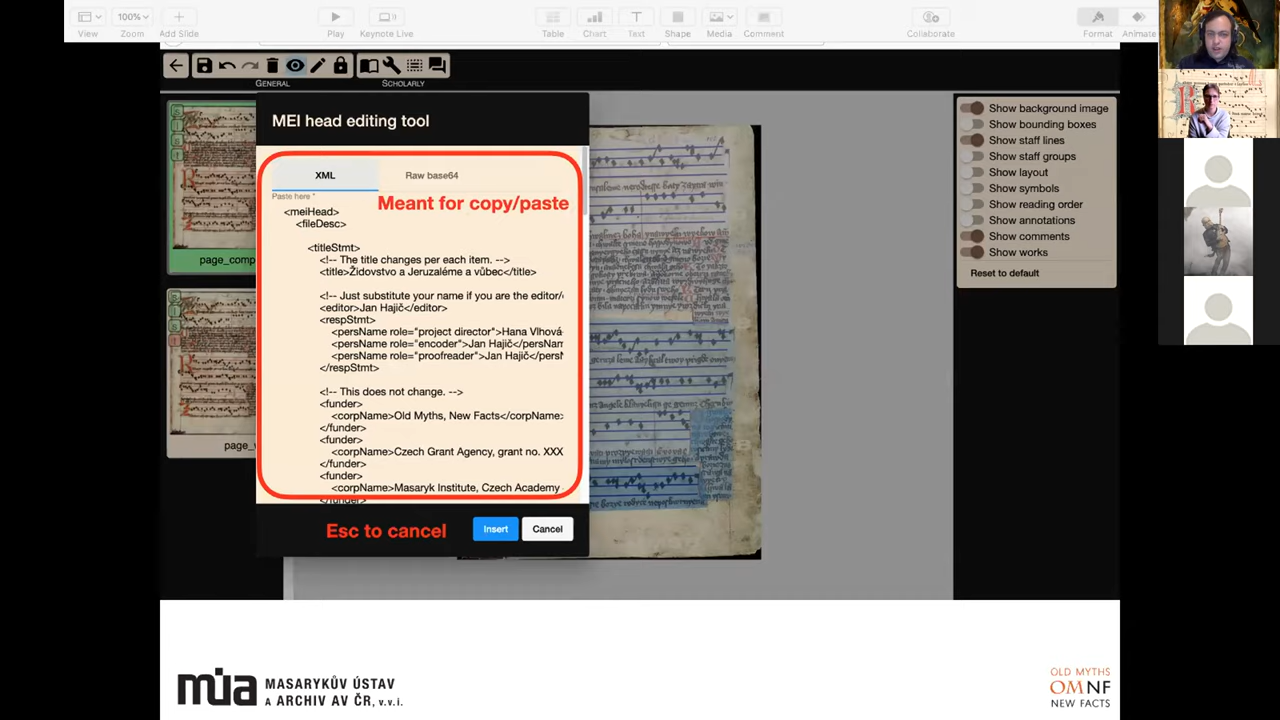 View
100%
Zoom
Add Slide
Play
Keynote Live
Table
Chart
Text
Shape
Media
Comment
Collaborate
Format
Animate
GENERAL
SCHOLARLY
page_comp
MEI head editing tool
XML
Raw base64
Paste here *
Meant for copy/paste
<meiHead>
<fileDesc>
<titleStmt>
<!-- The title changes per each item. -->
<title>Židovstvo a Jeruzaléme a vůbec</title>
<!-- Just substitute your name if you are the editor/
<editor>Jan Hajič</editor>
<respStmt>
<persName role="project director">Hana Vlhová-
<persName role="encoder">Jan Hajič</persNam
<persName role="proofreader">Jan Hajič</persN
</respStmt>
<!-- This does not change. -->
<funder>
<corpName>Old Myths, New Facts</corpName>
</funder>
<funder>
<corpName>Czech Grant Agency, grant no. XXX
</funder>
<funder>
<corpName>Masaryk Institute, Czech Academy
</funder>
Esc to cancel
Insert
Cancel
Show background image
Show bounding boxes
Show staff lines
Show staff groups
Show layout
Show symbols
Show reading order
Show annotations
Show comments
Show works
Reset to default
mia
MASARYKŮV ÚSTAV
A ARCHIV AV ČR, v.v.i.
OLD MYTHS
OMNF
NEW FACTS